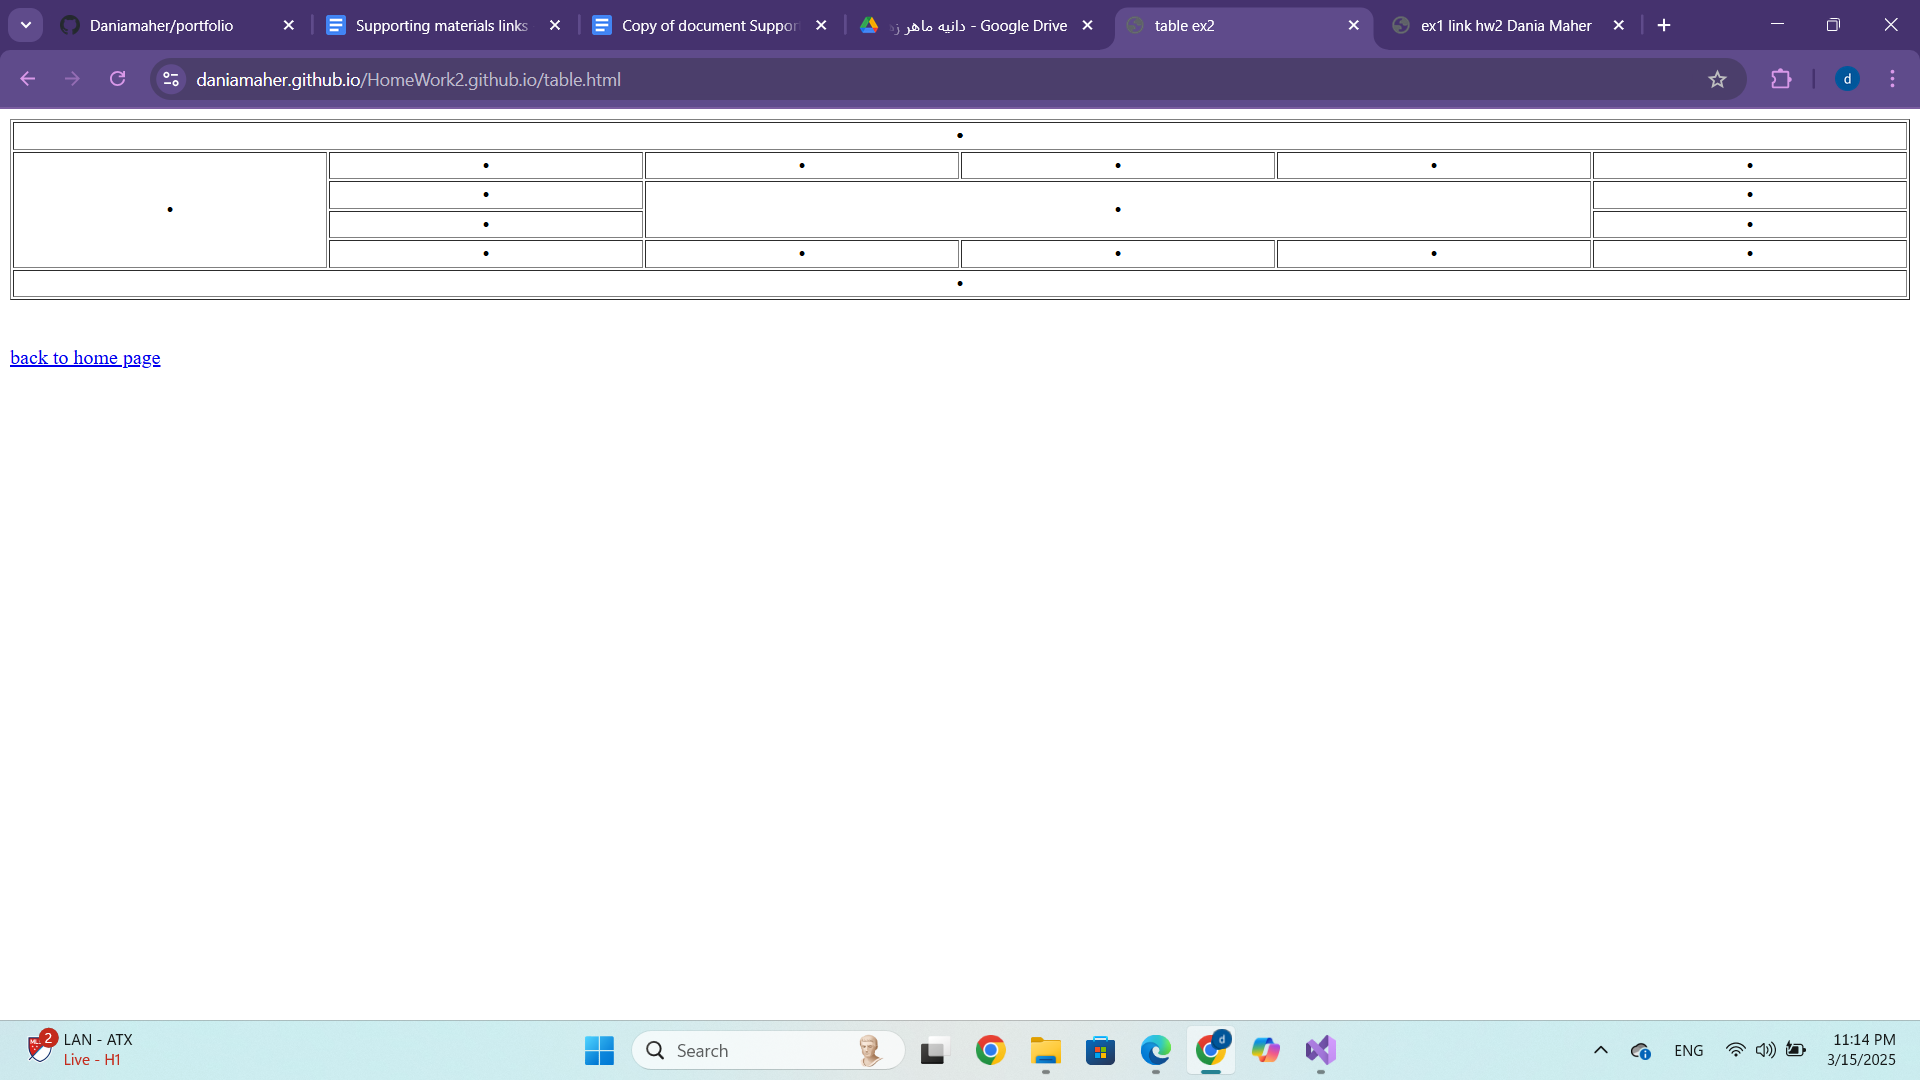 Daniamaher/portfolio
Supporting materials links
Copy of document Suppor
دانيه ماهر - Google Drive
table ex2
ex1 link hw2 Dania Maher
daniamaher.github.io/HomeWork2.github.io/table.html
d
•
• • • • •
•
• • •
• •
• • • • •
•
back to home page
2
LAN - ATX
Live - H1
Search
d
ENG
11:14 PM
3/15/2025